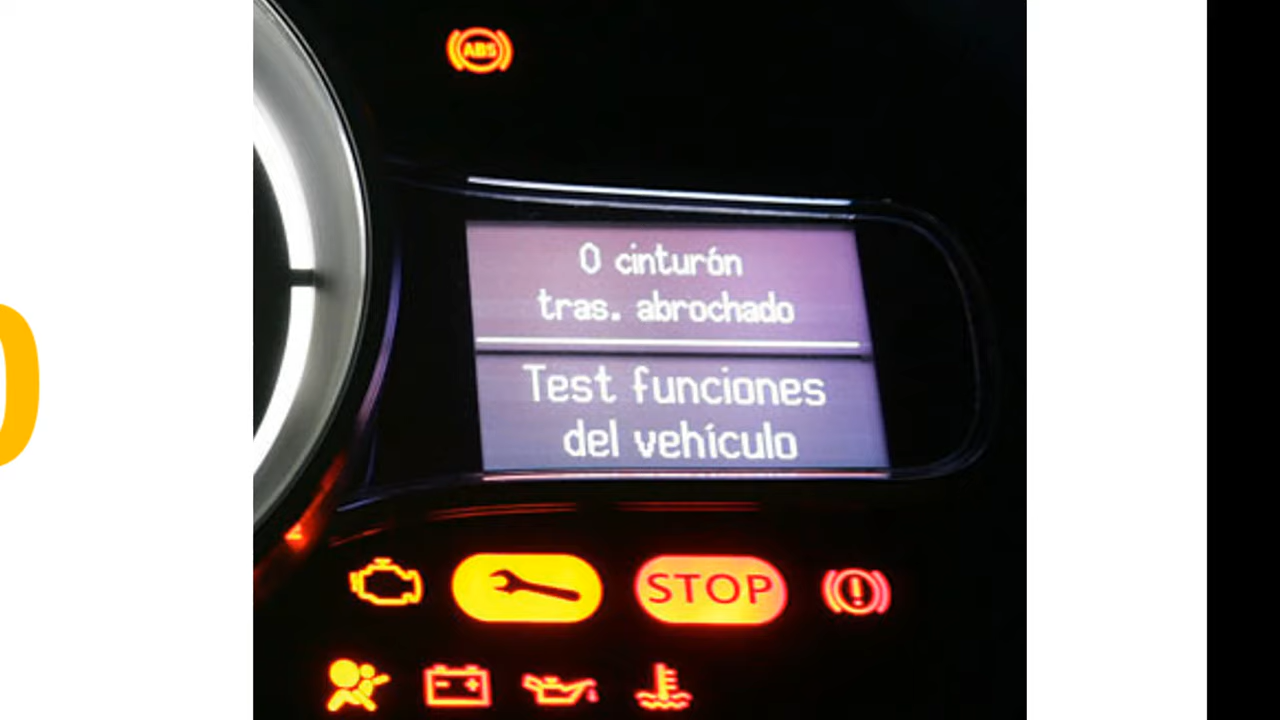 ABS
0 cinturón
tras. abrochado
Test funciones
del vehículo
STOP